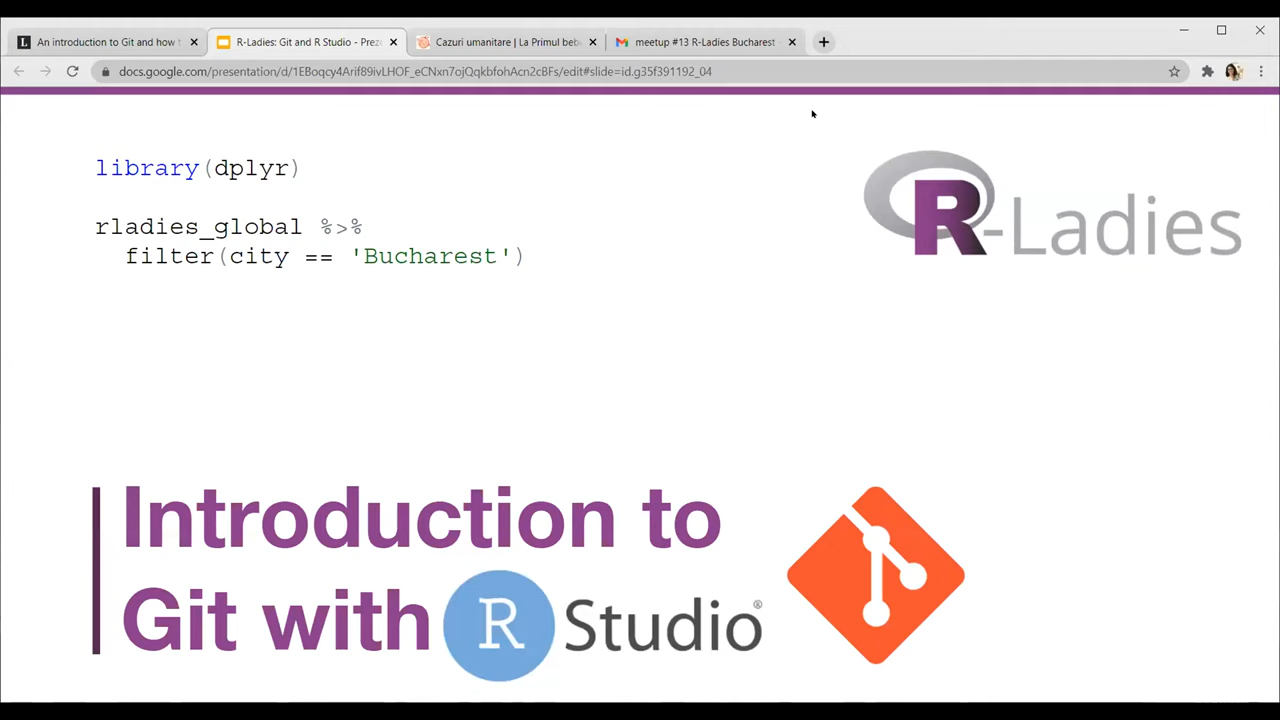 An introduction to Git and how t
R-Ladies: Git and R Studio - Prez
Cazuri umanitare | La Primul beb
meetup #13 R-Ladies Bucharest -
docs.google.com/presentation/d/1EBoqcy4Arif89ivLHOF_eCNxn7ojQqkbfohAcn2cBFs/edit#slide=id.g35f391192_04
library(dplyr)
R-Ladies
rladies_global %>%
filter(city == 'Bucharest')
Introduction to
Git with R Studio®